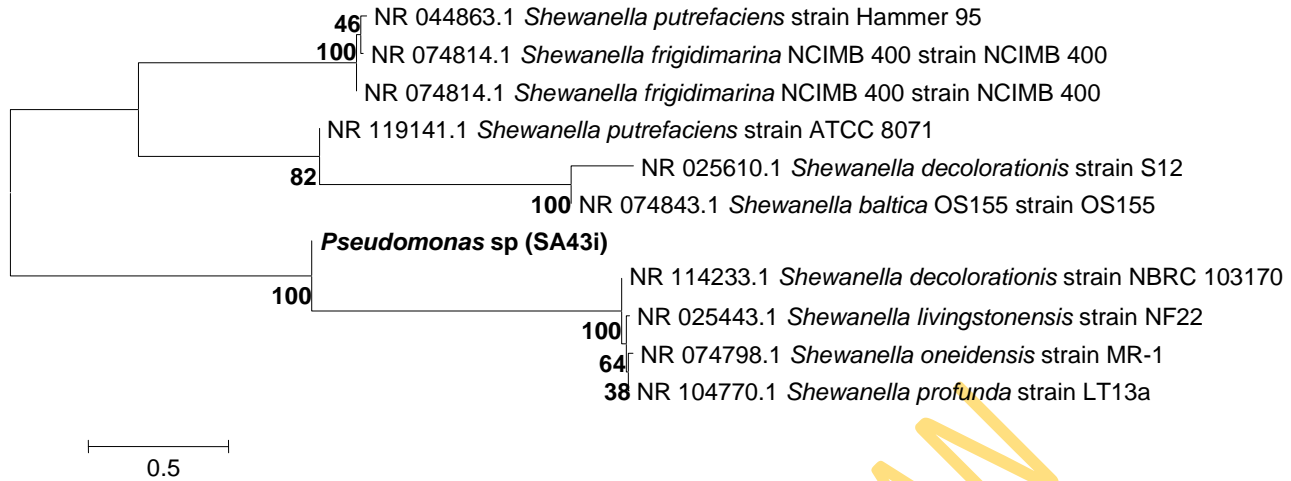 46
NR 044863.1 Shewanella putrefaciens strain Hammer 95
100
NR 074814.1 Shewanella frigidimarina NCIMB 400 strain NCIMB 400
NR 074814.1 Shewanella frigidimarina NCIMB 400 strain NCIMB 400
NR 119141.1 Shewanella putrefaciens strain ATCC 8071
82
NR 025610.1 Shewanella decolorationis strain S12
100 NR 074843.1 Shewanella baltica OS155 strain OS155
Pseudomonas sp (SA43i)
100
NR 114233.1 Shewanella decolorationis strain NBRC 103170
100
NR 025443.1 Shewanella livingstonensis strain NF22
64
NR 074798.1 Shewanella oneidensis strain MR-1
38 NR 104770.1 Shewanella profunda strain LT13a
0.5